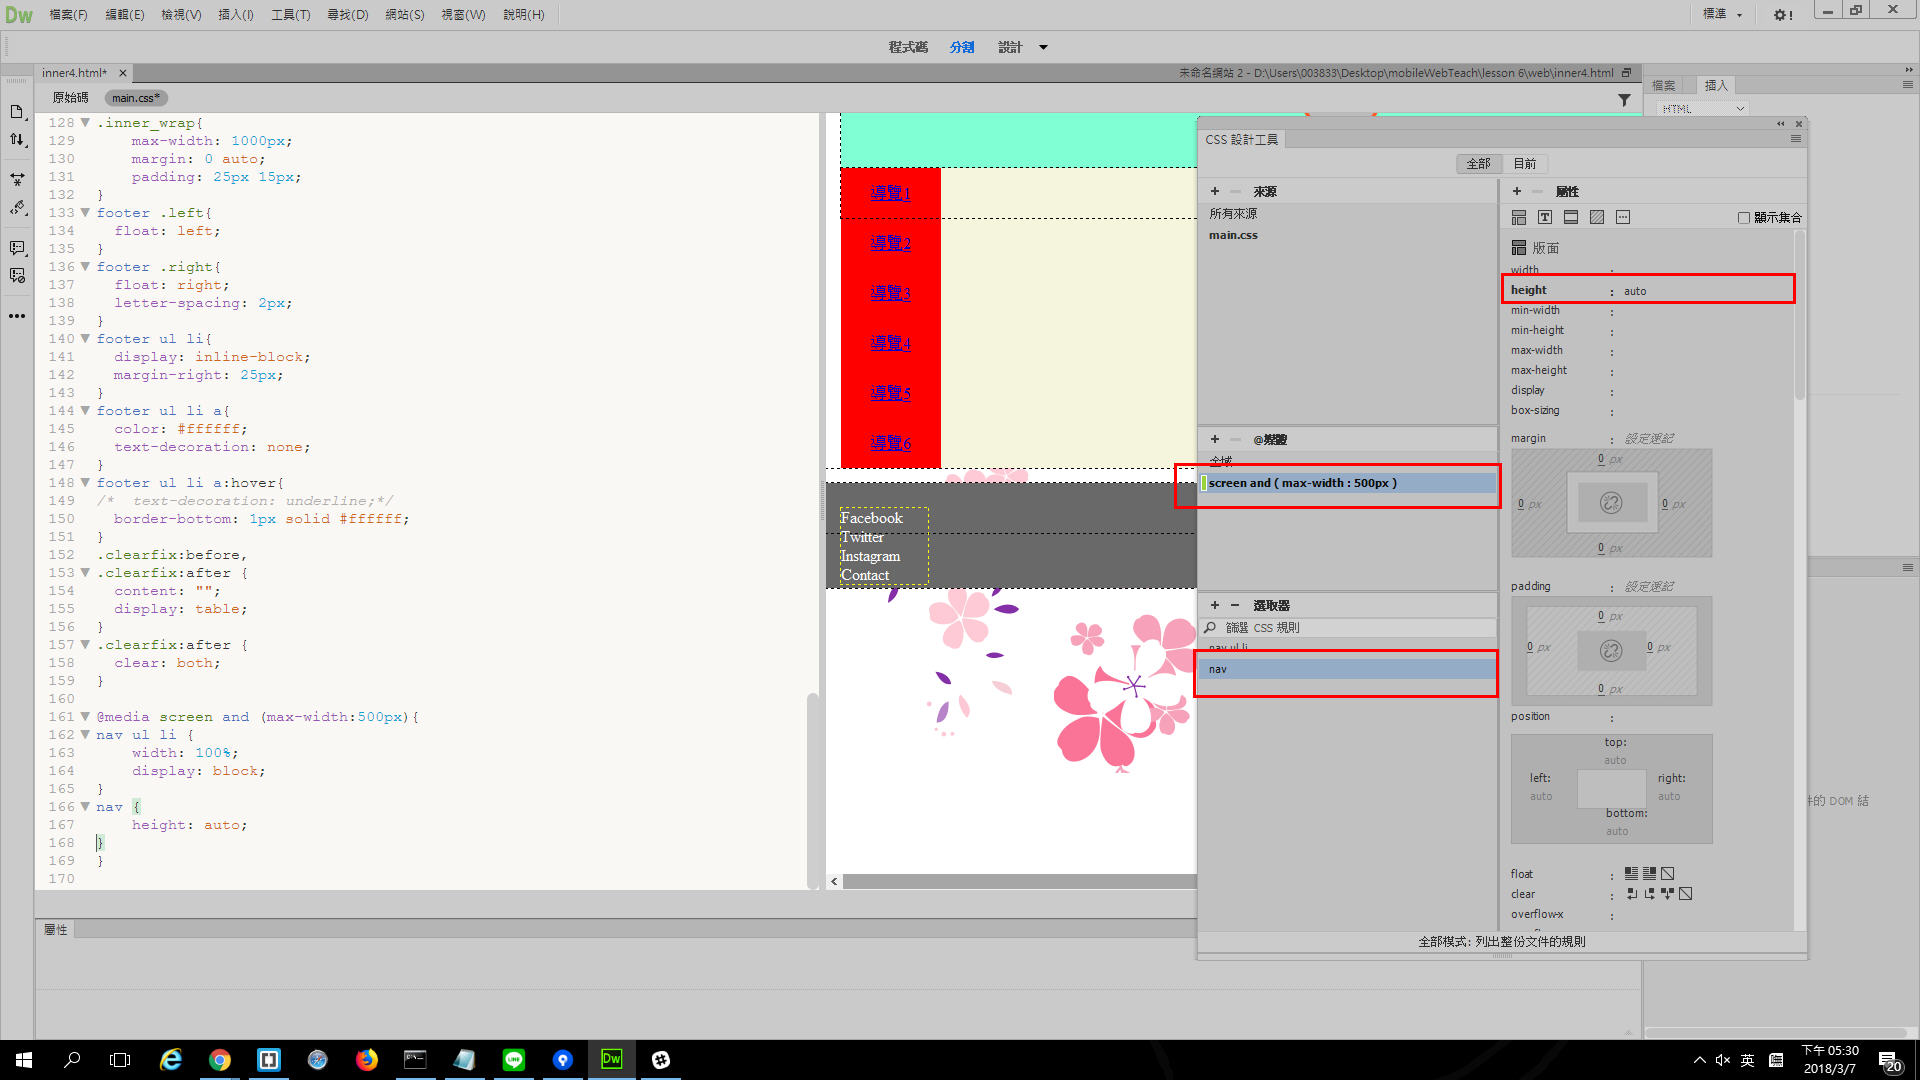 Dw 檔案(F) 編輯(E) 檢視(V) 插入(I) 工具(T) 尋找(D) 網站(S) 視窗(W) 說明(H) 標準
程式碼 分割 設計
inner4.html* × 未命名網站 2 - D:\Users\003833\Desktop\mobileWebTeach\lesson 6\web\inner4.html
原始碼 main.css*
128 .inner_wrap{
129 max-width: 1000px;
130 margin: 0 auto;
131 padding: 25px 15px;
132 }
133 footer .left{
134 float: left;
135 }
136 footer .right{
137 float: right;
138 letter-spacing: 2px;
139 }
140 footer ul li{
141 display: inline-block;
142 margin-right: 25px;
143 }
144 footer ul li a{
145 color: #ffffff;
146 text-decoration: none;
147 }
148 footer ul li a:hover{
149 /* text-decoration: underline;*/
150 border-bottom: 1px solid #ffffff;
151 }
152 .clearfix:before,
153 .clearfix:after {
154 content: "";
155 display: table;
156 }
157 .clearfix:after {
158 clear: both;
159 }
160
161 @media screen and (max-width:500px){
162 nav ul li {
163 width: 100%;
164 display: block;
165 }
166 nav {
167 height: auto;
168 }
169 }
170
導覽1
導覽2
導覽3
導覽4
導覽5
導覽6
Facebook
Twitter
Instagram
Contact
CSS 設計工具
全部 目前
+ − 來源
所有來源
main.css
+ − @媒體
全域
screen and ( max-width : 500px )
+ − 選取器
篩選 CSS 規則
nav ul li
nav
+ − 屬性
顯示集合
版面
width :
height : auto
min-width :
min-height :
max-width :
max-height :
display :
box-sizing :
margin : 設定速記
0 px
0 px 0 px
0 px
padding : 設定速記
0 px
0 px 0 px
0 px
position :
top:
auto
left: right:
auto auto
bottom:
auto
float :
clear :
overflow-x :
全部模式: 列出整份文件的規則
檔案 插入
HTML
件的 DOM 結
屬性
Dw
英
下午 05:30
2018/3/7
20